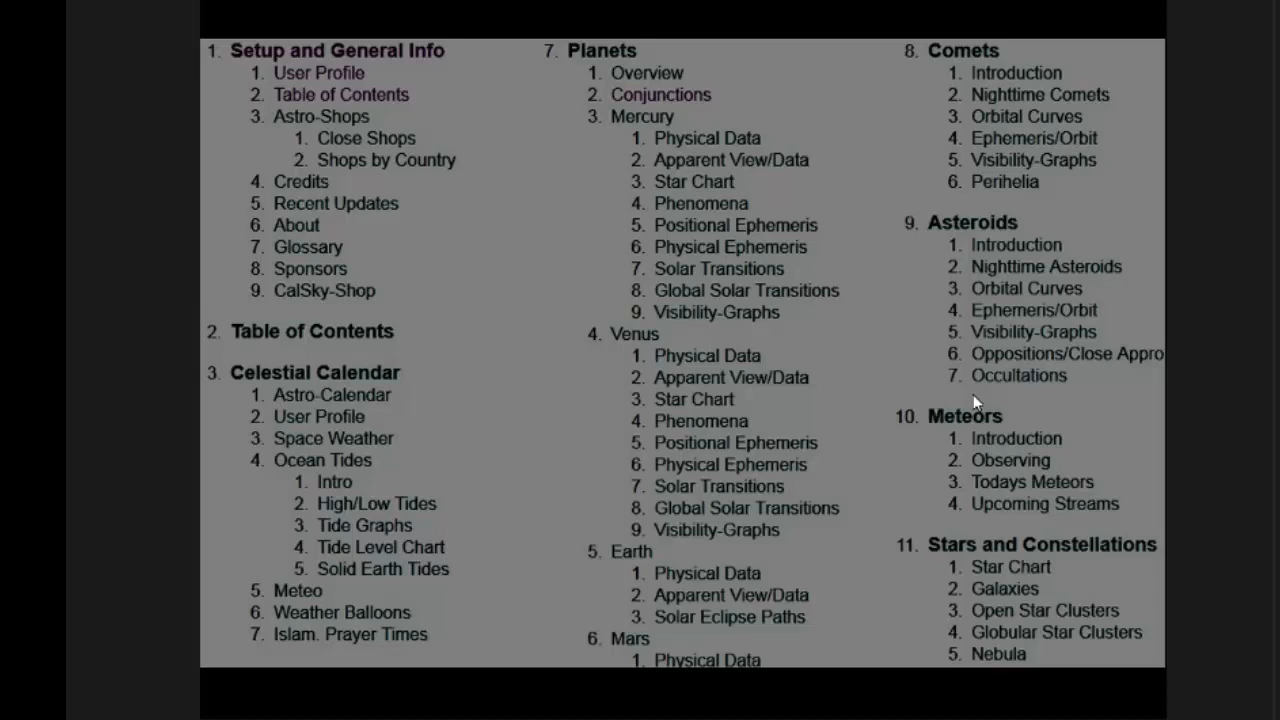 1. Setup and General Info
1. User Profile
2. Table of Contents
3. Astro-Shops
1. Close Shops
2. Shops by Country
4. Credits
5. Recent Updates
6. About
7. Glossary
8. Sponsors
9. CalSky-Shop
2. Table of Contents
3. Celestial Calendar
1. Astro-Calendar
2. User Profile
3. Space Weather
4. Ocean Tides
1. Intro
2. High/Low Tides
3. Tide Graphs
4. Tide Level Chart
5. Solid Earth Tides
5. Meteo
6. Weather Balloons
7. Islam. Prayer Times
7. Planets
1. Overview
2. Conjunctions
3. Mercury
1. Physical Data
2. Apparent View/Data
3. Star Chart
4. Phenomena
5. Positional Ephemeris
6. Physical Ephemeris
7. Solar Transitions
8. Global Solar Transitions
9. Visibility-Graphs
4. Venus
1. Physical Data
2. Apparent View/Data
3. Star Chart
4. Phenomena
5. Positional Ephemeris
6. Physical Ephemeris
7. Solar Transitions
8. Global Solar Transitions
9. Visibility-Graphs
5. Earth
1. Physical Data
2. Apparent View/Data
3. Solar Eclipse Paths
6. Mars
1. Physical Data
8. Comets
1. Introduction
2. Nighttime Comets
3. Orbital Curves
4. Ephemeris/Orbit
5. Visibility-Graphs
6. Perihelia
9. Asteroids
1. Introduction
2. Nighttime Asteroids
3. Orbital Curves
4. Ephemeris/Orbit
5. Visibility-Graphs
6. Oppositions/Close Appro
7. Occultations
10. Meteors
1. Introduction
2. Observing
3. Todays Meteors
4. Upcoming Streams
11. Stars and Constellations
1. Star Chart
2. Galaxies
3. Open Star Clusters
4. Globular Star Clusters
5. Nebula